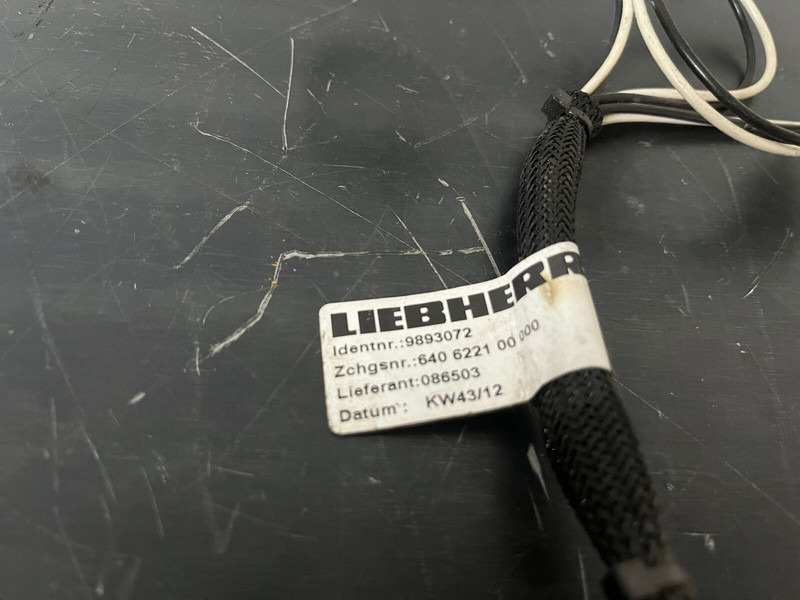 LIEBHERR
Identnr.:9893072
Zchgsnr.:640 6221 00 000
Lieferant:086503
Datum : KW43/12